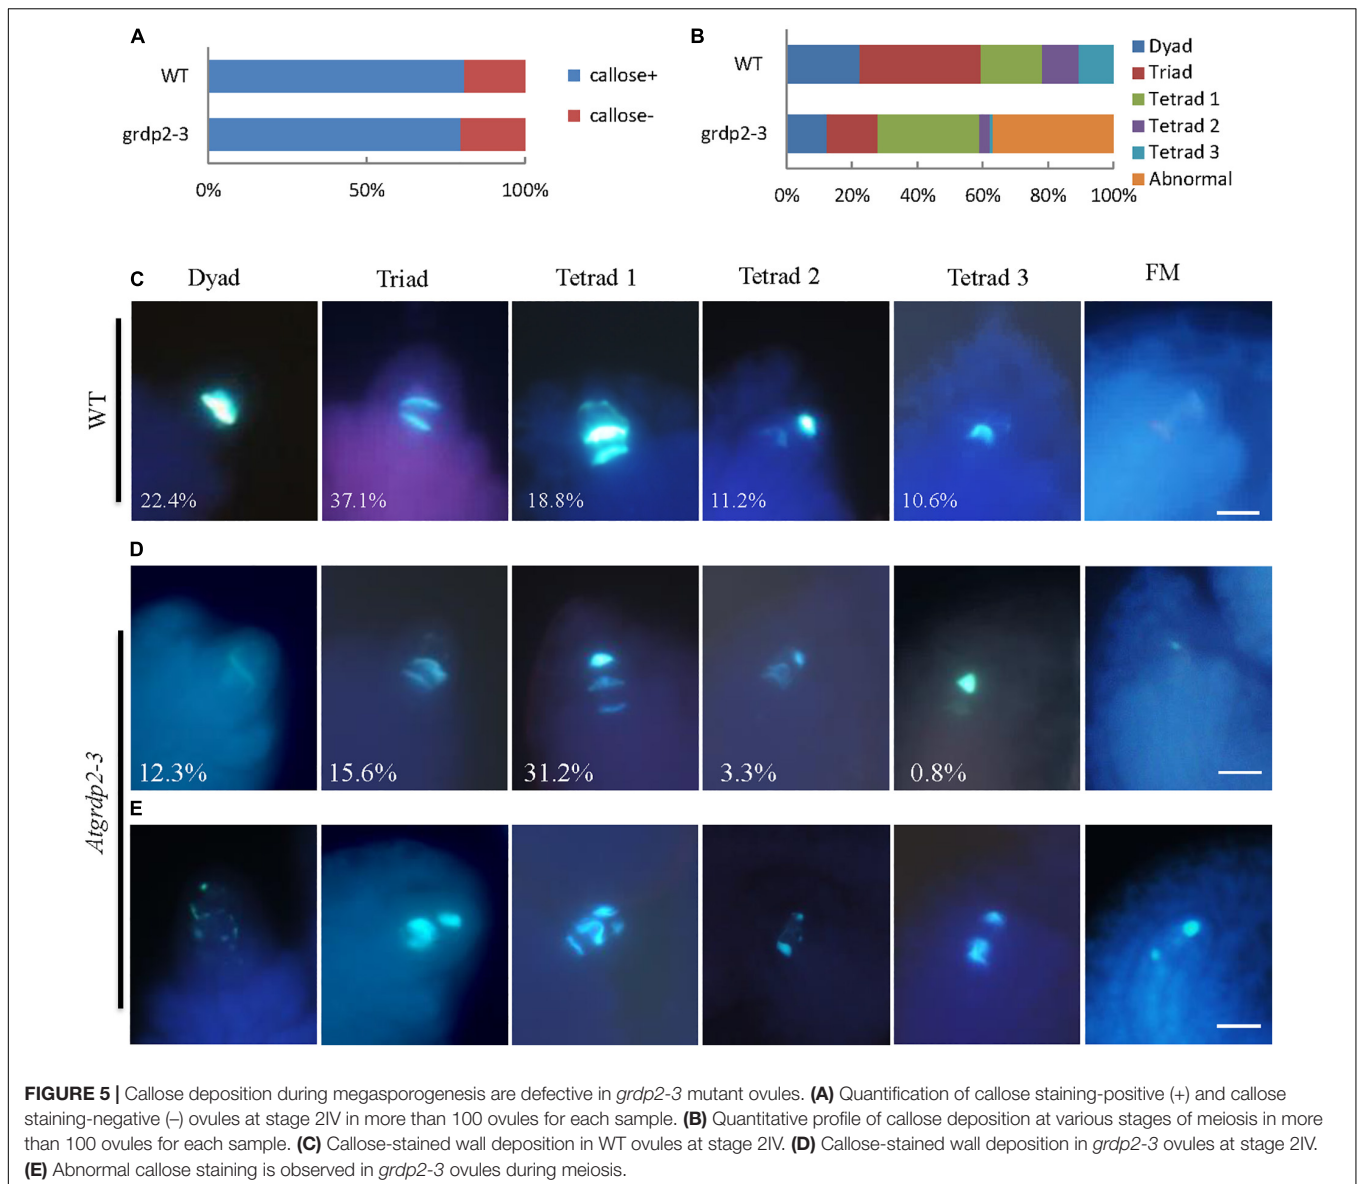 A
WT
grdp2-3
0%
50%
100%
callose+
callose-
B
WT
grdp2-3
0%
20%
40%
60%
80%
100%
Dyad
Triad
Tetrad 1
Tetrad 2
Tetrad 3
Abnormal
C
Dyad
Triad
Tetrad 1
Tetrad 2
Tetrad 3
FM
WT
22.4%
37.1%
18.8%
11.2%
10.6%
D
Atgrdp2-3
12.3%
15.6%
31.2%
3.3%
0.8%
E
FIGURE 5 | Callose deposition during megasporogenesis are defective in grdp2-3 mutant ovules. (A) Quantification of callose staining-positive (+) and callose
staining-negative (–) ovules at stage 2IV in more than 100 ovules for each sample. (B) Quantitative profile of callose deposition at various stages of meiosis in more
than 100 ovules for each sample. (C) Callose-stained wall deposition in WT ovules at stage 2IV. (D) Callose-stained wall deposition in grdp2-3 ovules at stage 2IV.
(E) Abnormal callose staining is observed in grdp2-3 ovules during meiosis.